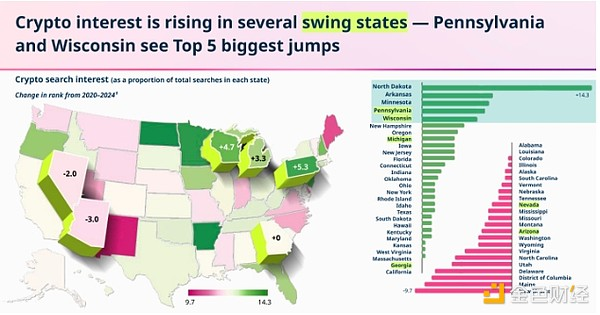 Crypto interest is rising in several swing states — Pennsylvania
and Wisconsin see Top 5 biggest jumps
Crypto search interest (as a proportion of total searches in each state)
Change in rank from 2020–2024¹
+4.7
+3.3
+5.3
-2.0
-3.0
+0
9.7
14.3
North Dakota
+14.3
Arkansas
Minnesota
Pennsylvania
Wisconsin
New Hampshire
Oregon
Michigan
Iowa
New Jersey
Florida
Connecticut
Indiana
Oklahoma
Ohio
New York
Rhode Island
Idaho
Texas
South Dakota
Hawaii
Kentucky
Maryland
Kansas
West Virginia
Massachusetts
Georgia
California
Alabama
Louisiana
Colorado
Illinois
Alaska
South Carolina
Vermont
Nebraska
Tennessee
Nevada
Mississippi
Missouri
Montana
Arizona
Washington
Wyoming
Virginia
North Carolina
Utah
Delaware
District of Columbia
Maine
-9.7
金色财经